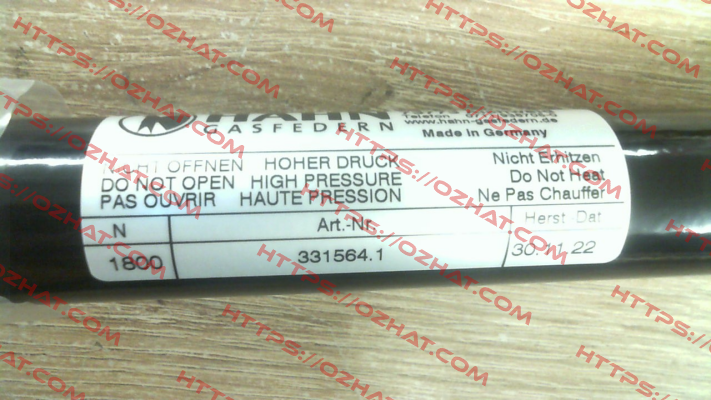 HAHN
GASFEDERN
www.hahn-gasfedern.de
Made in Germany
NICHT ÖFFNEN HOHER DRUCK Nicht Erhitzen
DO NOT OPEN HIGH PRESSURE Do Not Heat
PAS OUVRIR HAUTE PRESSION Ne Pas Chauffer
N Art.-Nr. Herst Dat
1800 331564.1 30.11.22
HTTPS://OZHAT.COM